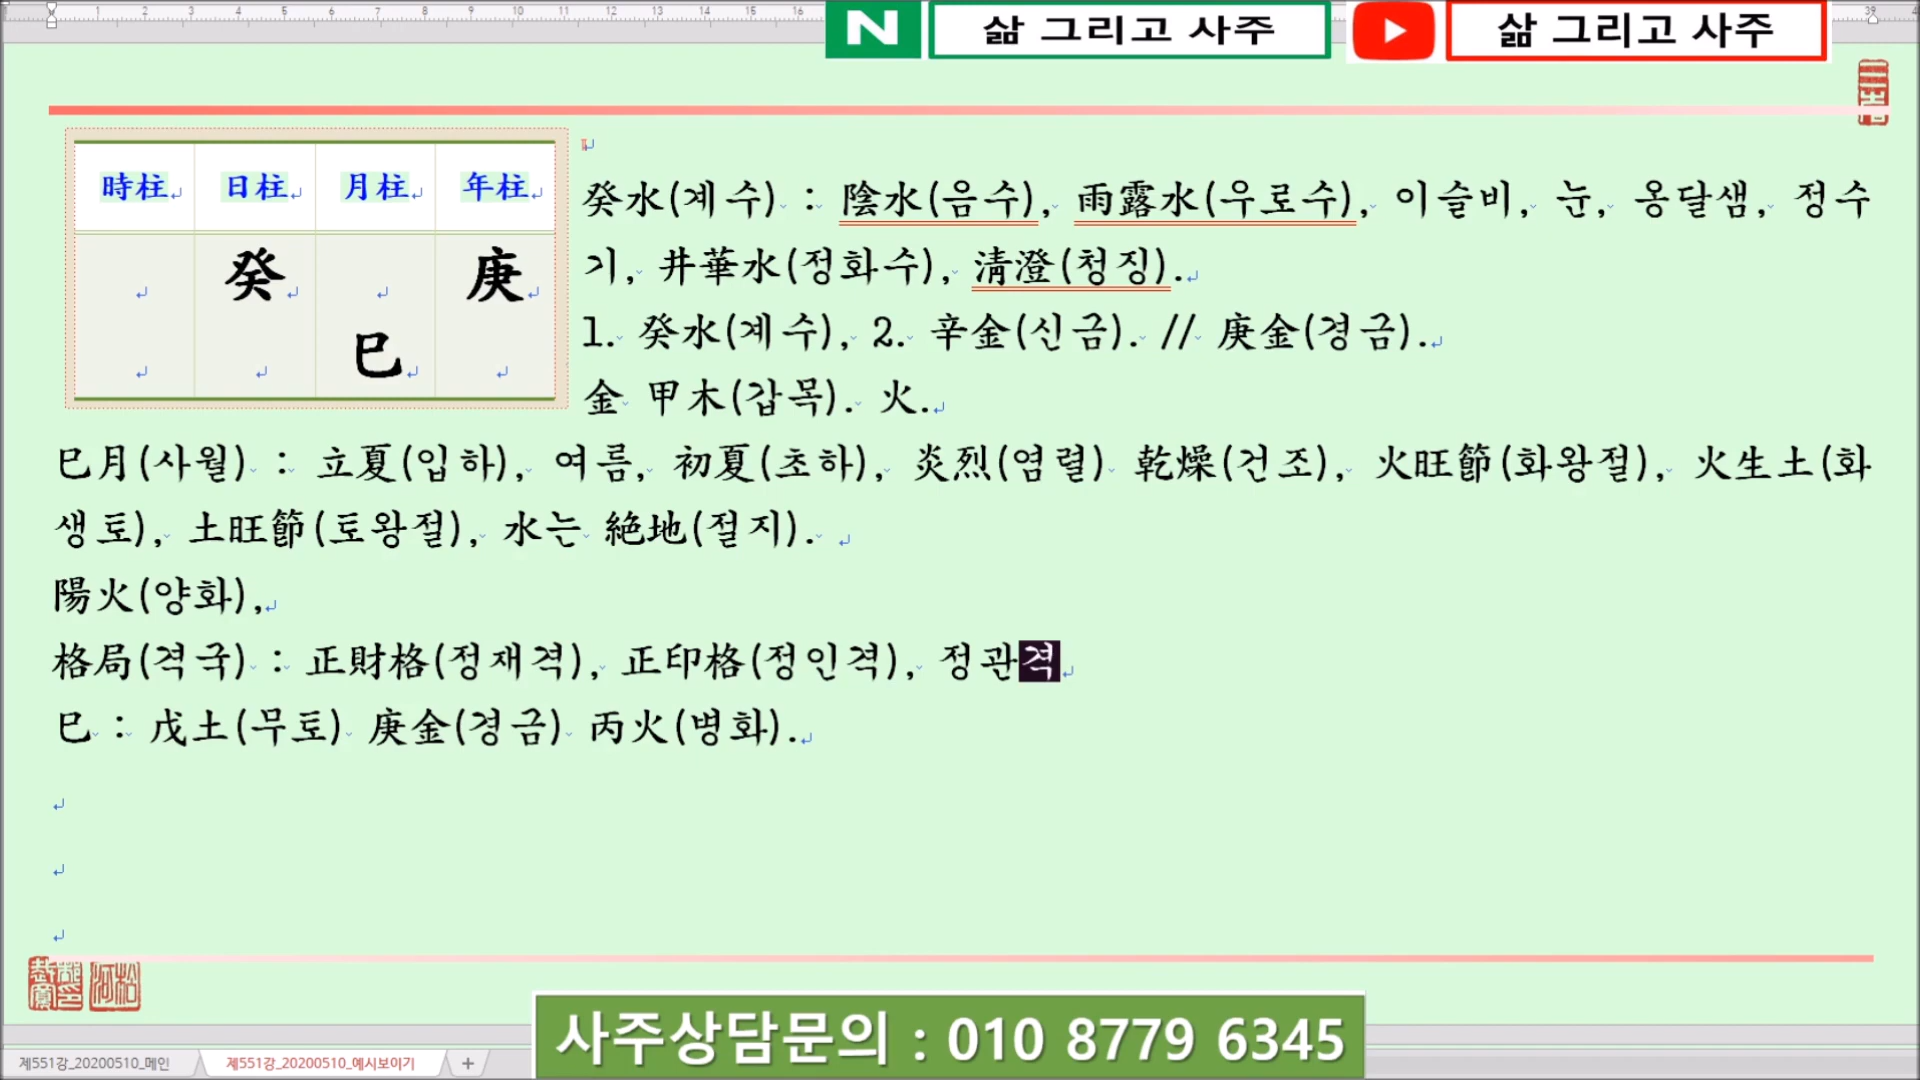 N 삶 그리고 사주 삶 그리고 사주
時柱 日柱 月柱 年柱
癸 庚
巳
癸水(계수) : 陰水(음수), 雨露水(우로수), 이슬비, 눈, 옹달샘, 정수
기, 井華水(정화수), 淸澄(청징).
1. 癸水(계수), 2. 辛金(신금). // 庚金(경금).
金 甲木(갑목). 火.
巳月(사월) : 立夏(입하), 여름, 初夏(초하), 炎烈(염렬) 乾燥(건조), 火旺節(화왕절), 火生土(화
생토), 土旺節(토왕절), 水는 絶地(절지).
陽火(양화),
格局(격국) : 正財格(정재격), 正印格(정인격), 정관격
巳 : 戊土(무토) 庚金(경금) 丙火(병화).
사주상담문의 : 010 8779 6345
제551강_20200510_메인 제551강_20200510_예시보이기 +